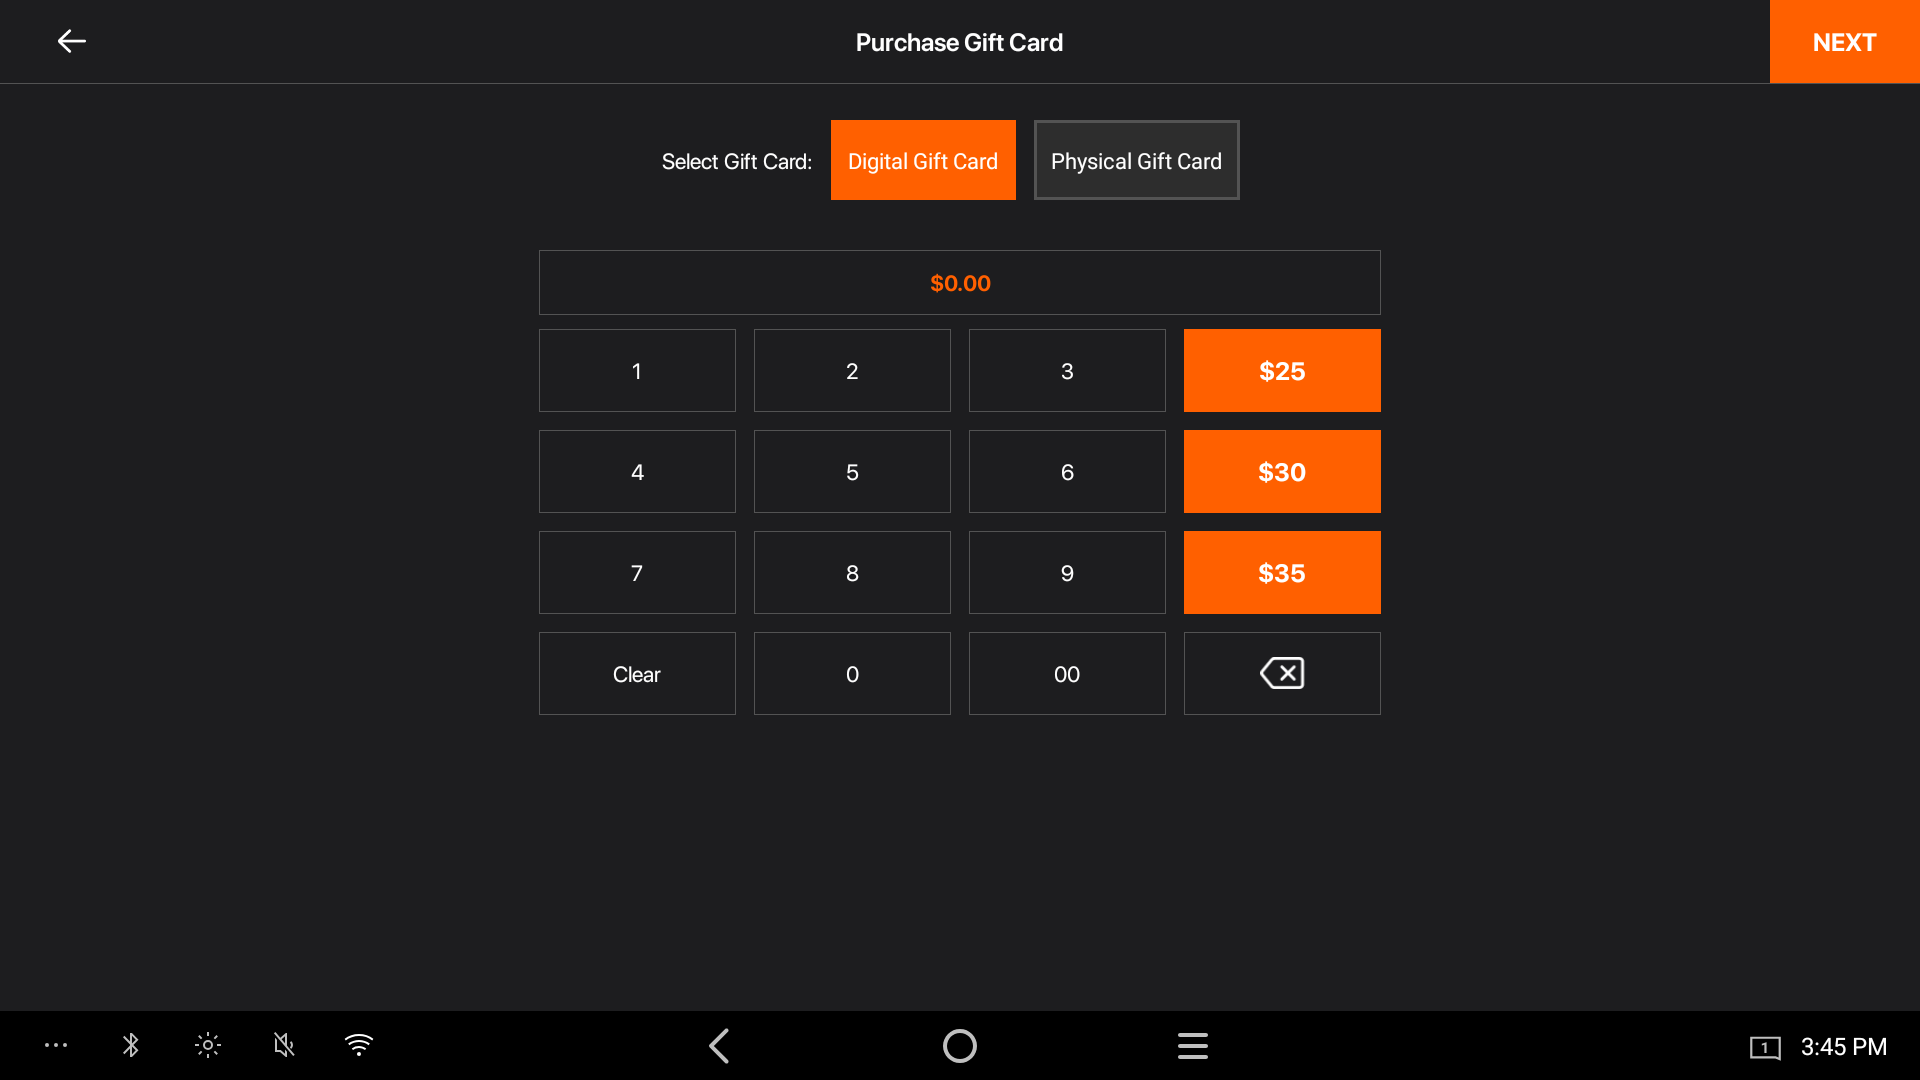 Purchase Gift Card
NEXT
Select Gift Card:
Digital Gift Card
Physical Gift Card
$0.00
1
2
3
$25
4
5
6
$30
7
8
9
$35
Clear
0
00
1
3:45 PM